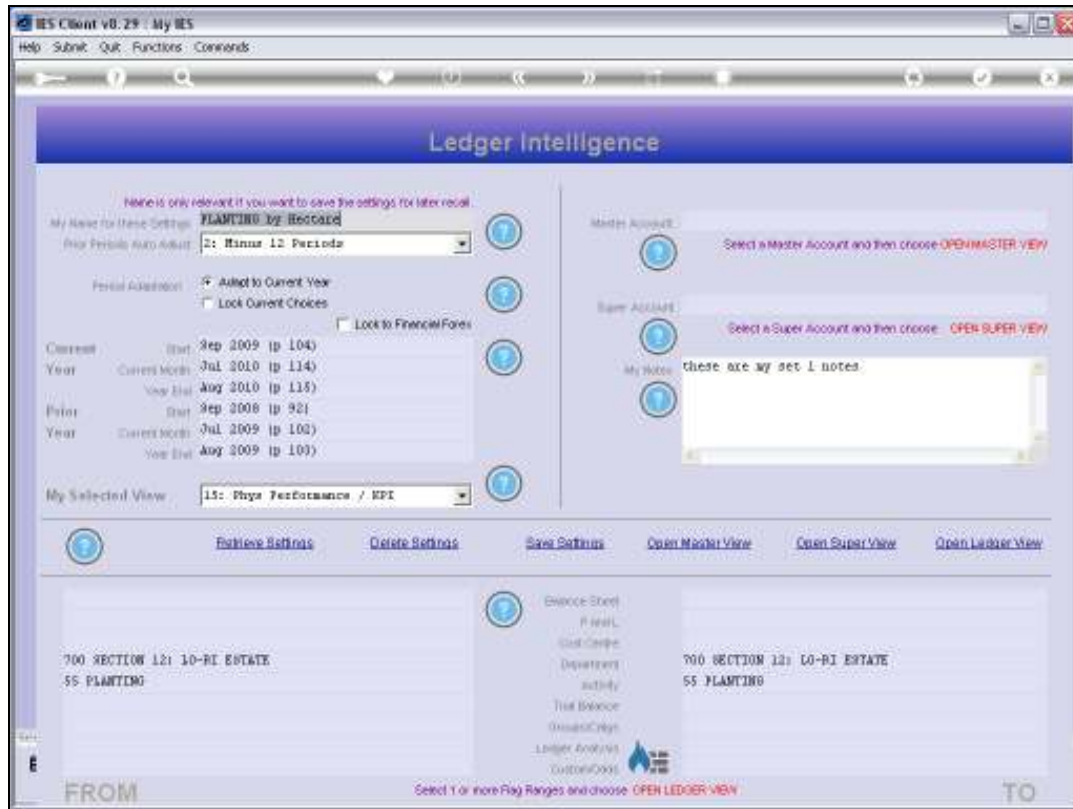 IES Client v8.29 : My IES
Help Submit Quit Functions Commands
Ledger Intelligence
Name is only relevant if you want to save the settings for later recall
My Name for these Settings PLANTING by Hectare
Prior Periods Auto Adjust 2: Minus 12 Periods
Period Adaptation Adapt to Current Year
Lock Current Choices
Lock to Financial Forex
Current Start Sep 2009 (p 104)
Year Current Month Jul 2010 (p 114)
Year End Aug 2010 (p 115)
Prior Start Sep 2008 (p 92)
Year Current Month Jul 2009 (p 102)
Year End Aug 2009 (p 103)
My Selected View 15: Phys Performance / KPI
Master Account
Select a Master Account and then choose OPEN MASTER VIEW
Super Account
Select a Super Account and then choose OPEN SUPER VIEW
My Notes these are my set 1 notes
Retrieve Settings Delete Settings Save Settings Open Master View Open Super View Open Ledger View
Balance Sheet
P and L
Cost Centre
700 SECTION 12: LO-RI ESTATE Department 700 SECTION 12: LO-RI ESTATE
55 PLANTING Activity 55 PLANTING
Trial Balance
Ledger Analysis
FROM Select 1 or more Flag Ranges and choose OPEN LEDGER VIEW TO